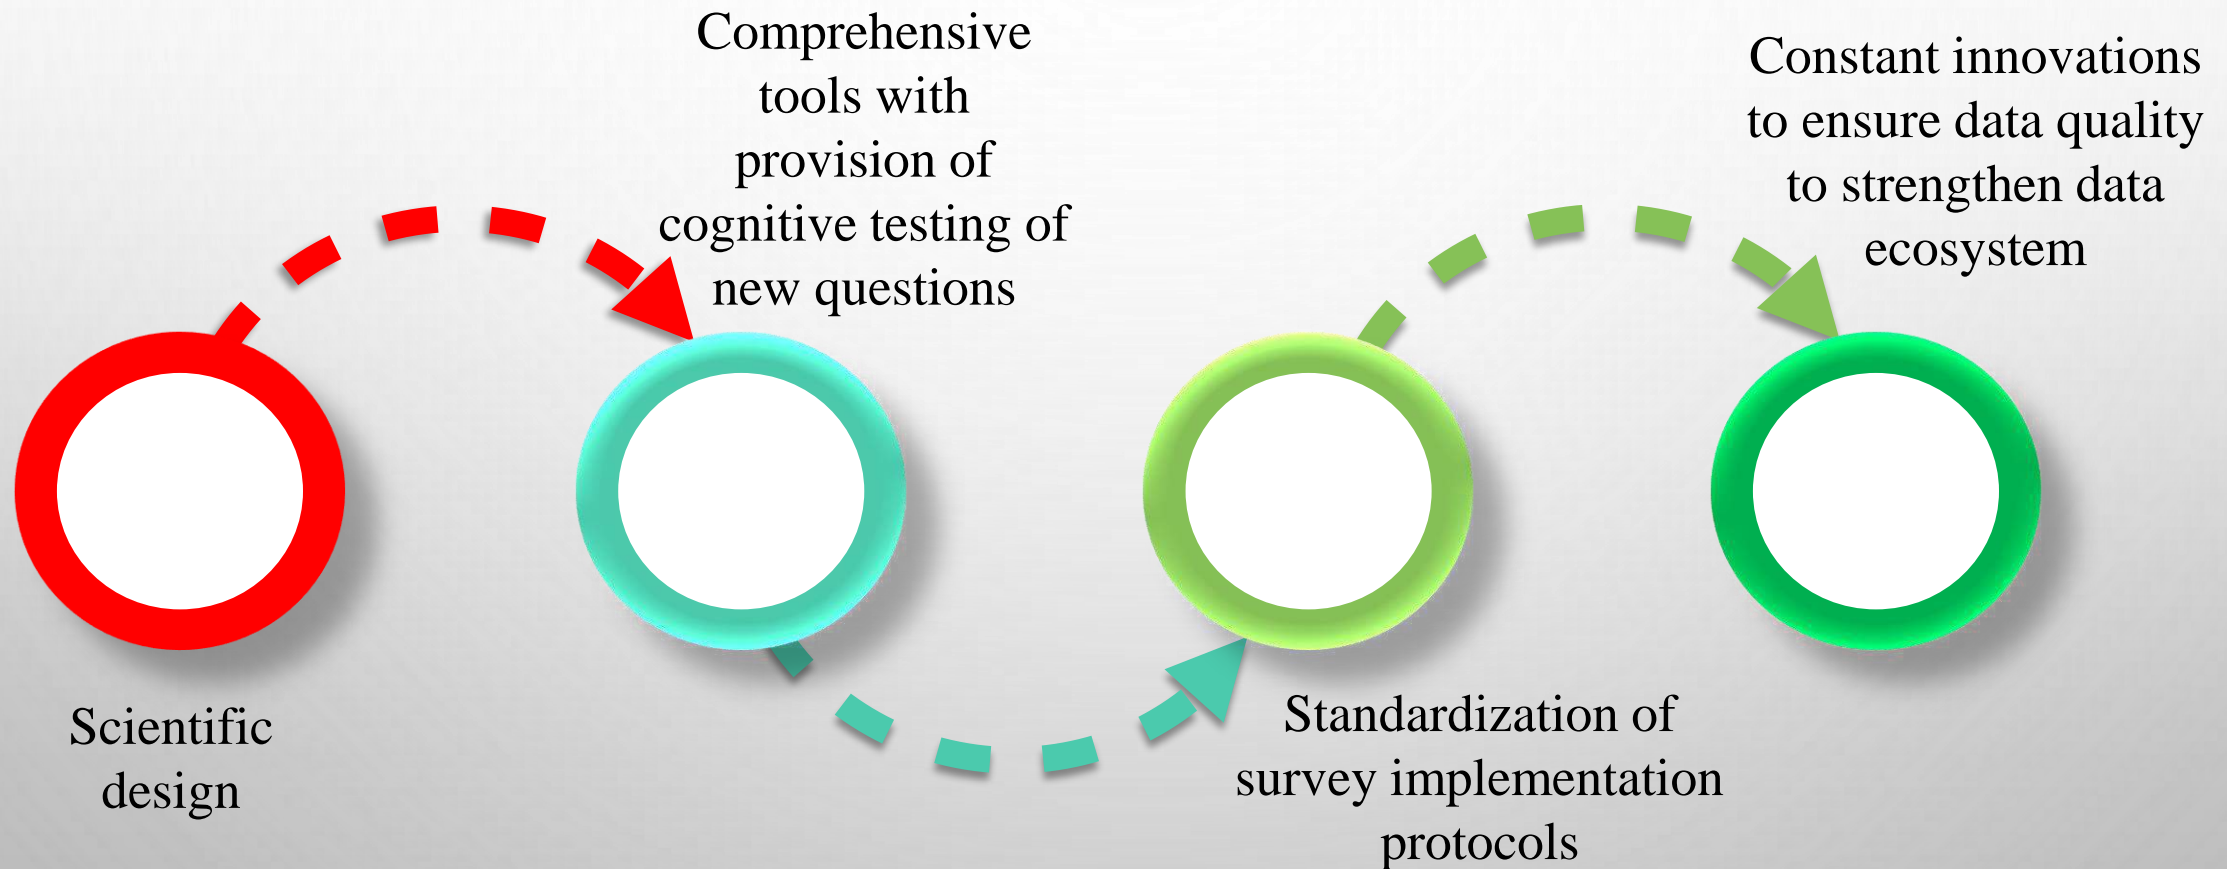 Scientific
design
Comprehensive
tools with
provision of
cognitive testing of
new questions
Standardization of
survey implementation
protocols
Constant innovations
to ensure data quality
to strengthen data
ecosystem